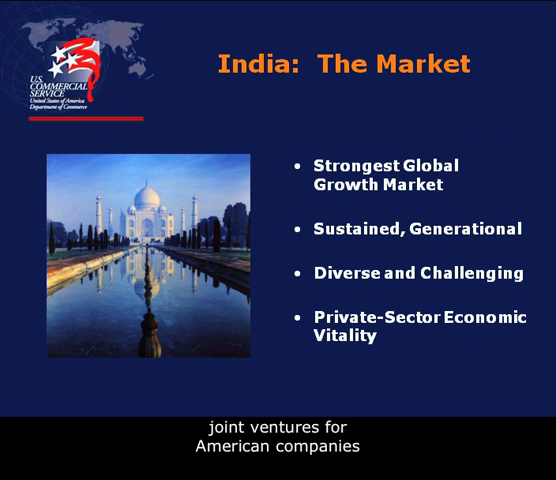 India: The Market
U.S.
COMMERCIAL
SERVICE
United States of America
Department of Commerce
• Strongest Global
Growth Market
• Sustained, Generational
• Diverse and Challenging
• Private-Sector Economic
Vitality
joint ventures for
American companies